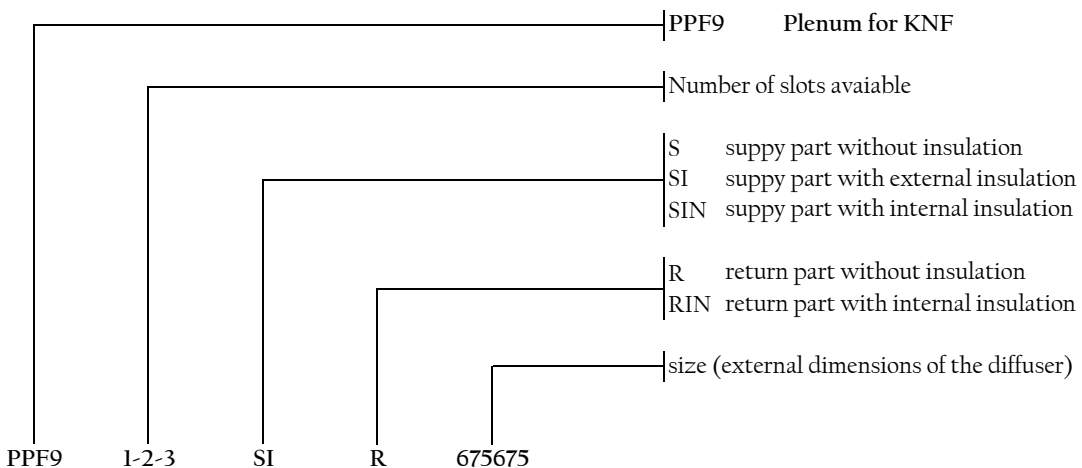 PPF9 Plenum for KNF
Number of slots avaiable
S suppy part without insulation
SI suppy part with external insulation
SIN suppy part with internal insulation
R return part without insulation
RIN return part with internal insulation
size (external dimensions of the diffuser)
PPF9 1-2-3 SI R 675675